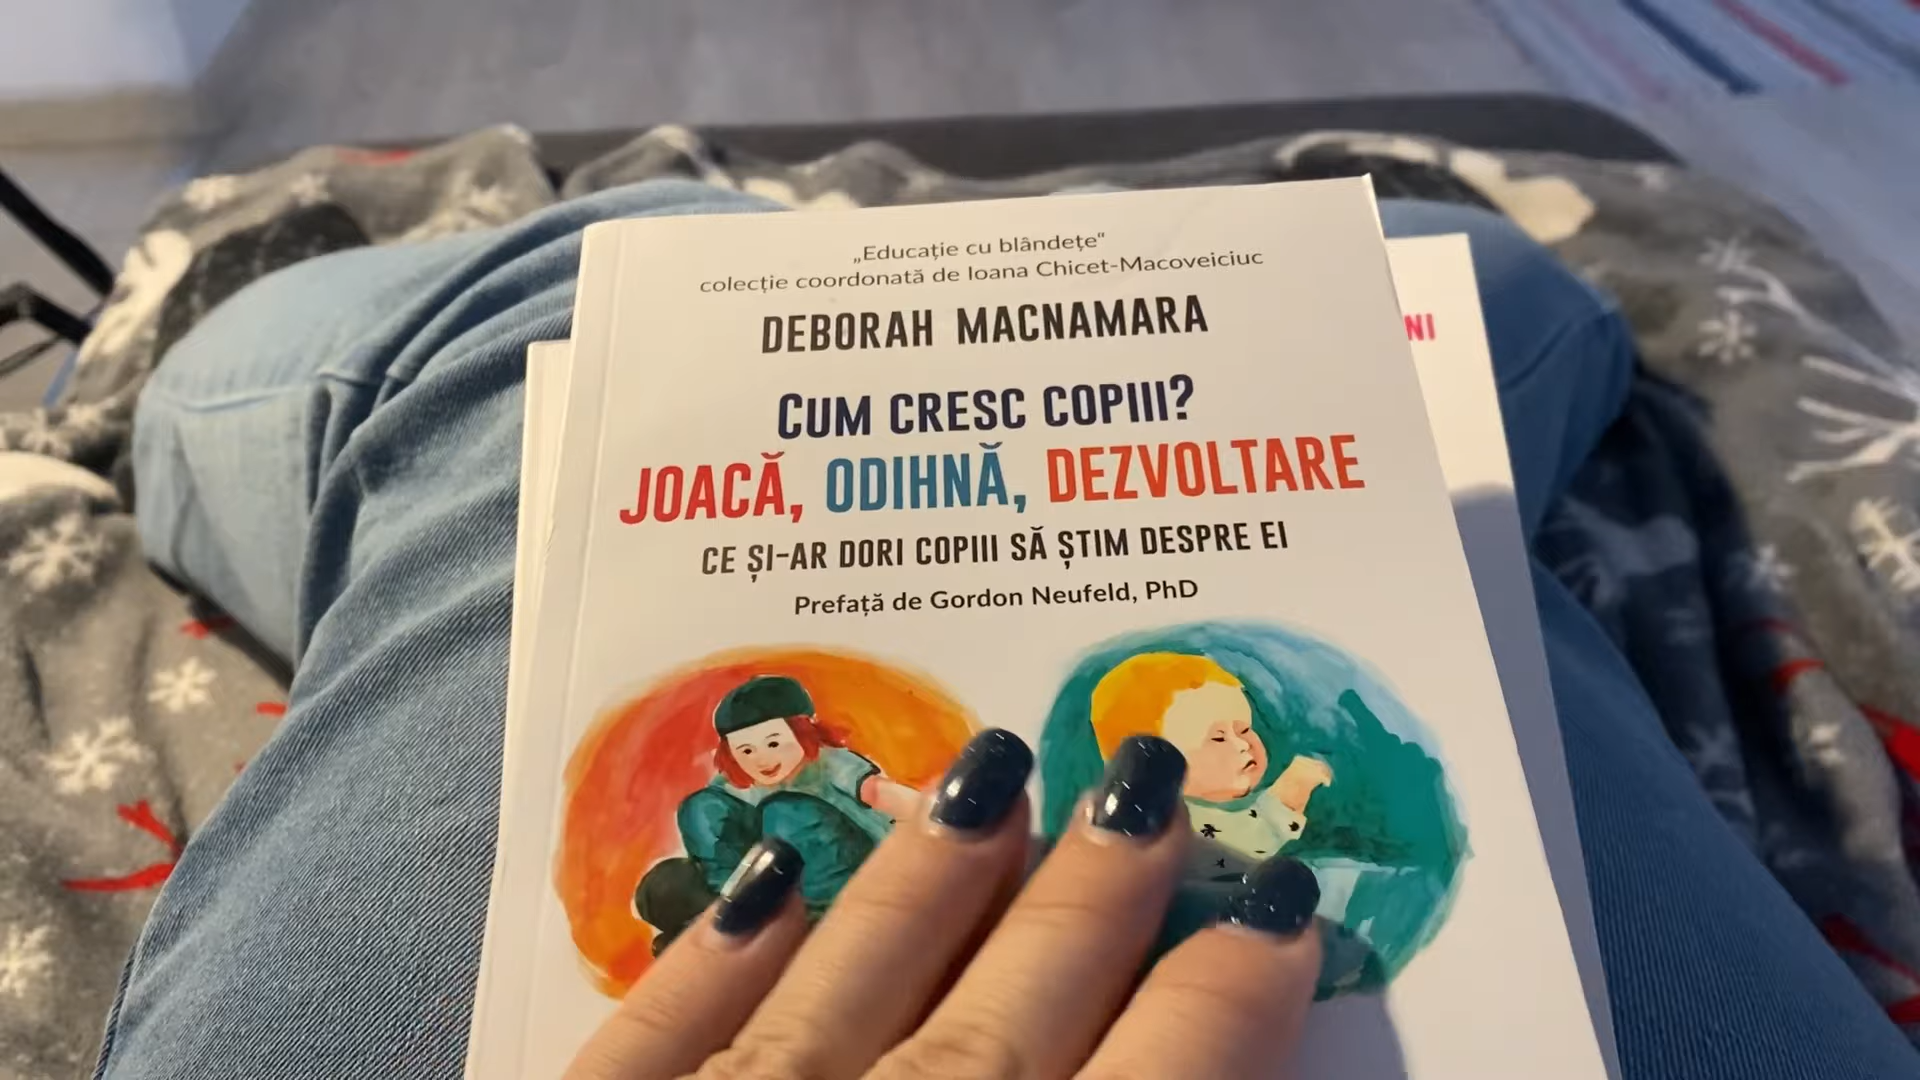 „Educație cu blândețe“
colecție coordonată de Ioana Chicet-Macoveiciuc
DEBORAH MACNAMARA
CUM CRESC COPIII?
JOACĂ, ODIHNĂ, DEZVOLTARE
CE ȘI-AR DORI COPIII SĂ ȘTIM DESPRE EI
Prefață de Gordon Neufeld, PhD
NI